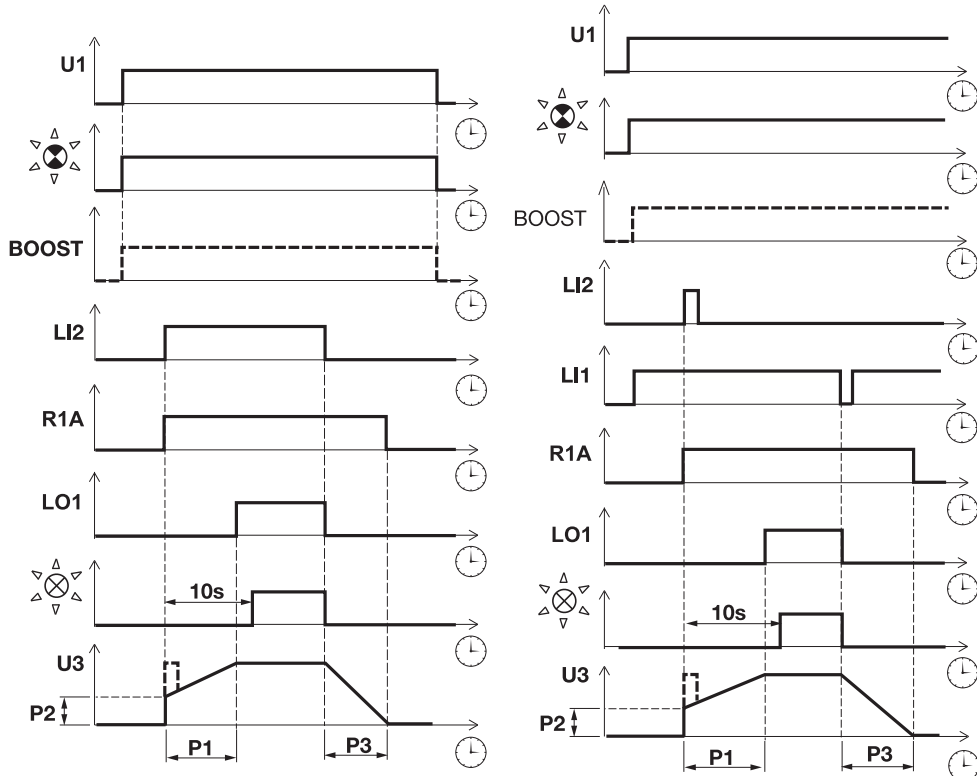 U1
BOOST
LI2
R1A
LO1
10s
U3
P2
P1
P3
U1
BOOST
LI2
LI1
R1A
LO1
10s
U3
P2
P1
P3